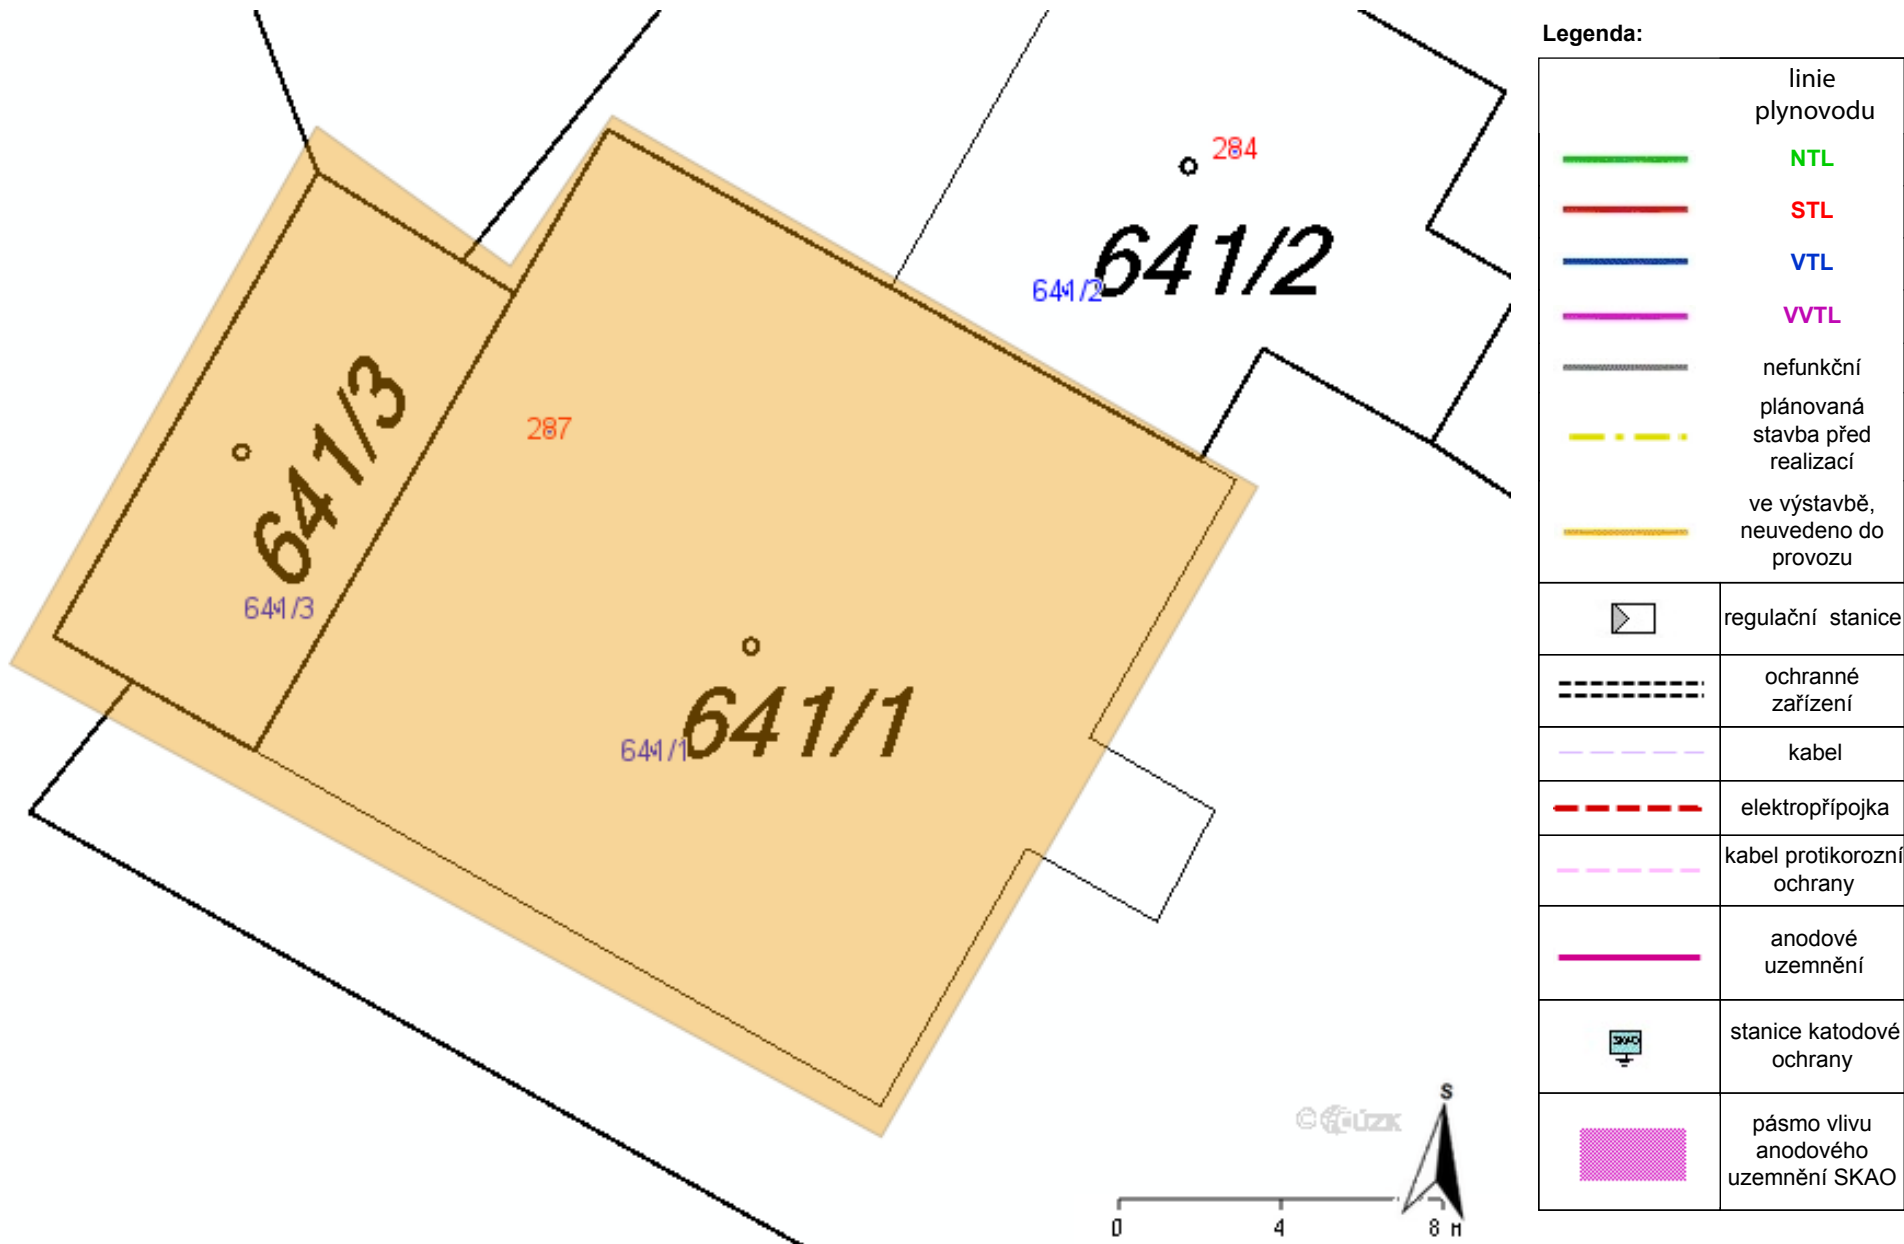 284
641/2
641/2
641/3
287
641/3
641/1
641/1
© ČÚZK
S
0 4 8 M
Legenda:
linie
plynovodu
NTL
STL
VTL
VVTL
nefunkční
plánovaná
stavba před
realizací
ve výstavbě,
neuvedeno do
provozu
regulační stanice
ochranné
zařízení
kabel
elektropřípojka
kabel protikorozní
ochrany
anodové
uzemnění
SKAO
stanice katodové
ochrany
pásmo vlivu
anodového
uzemnění SKAO